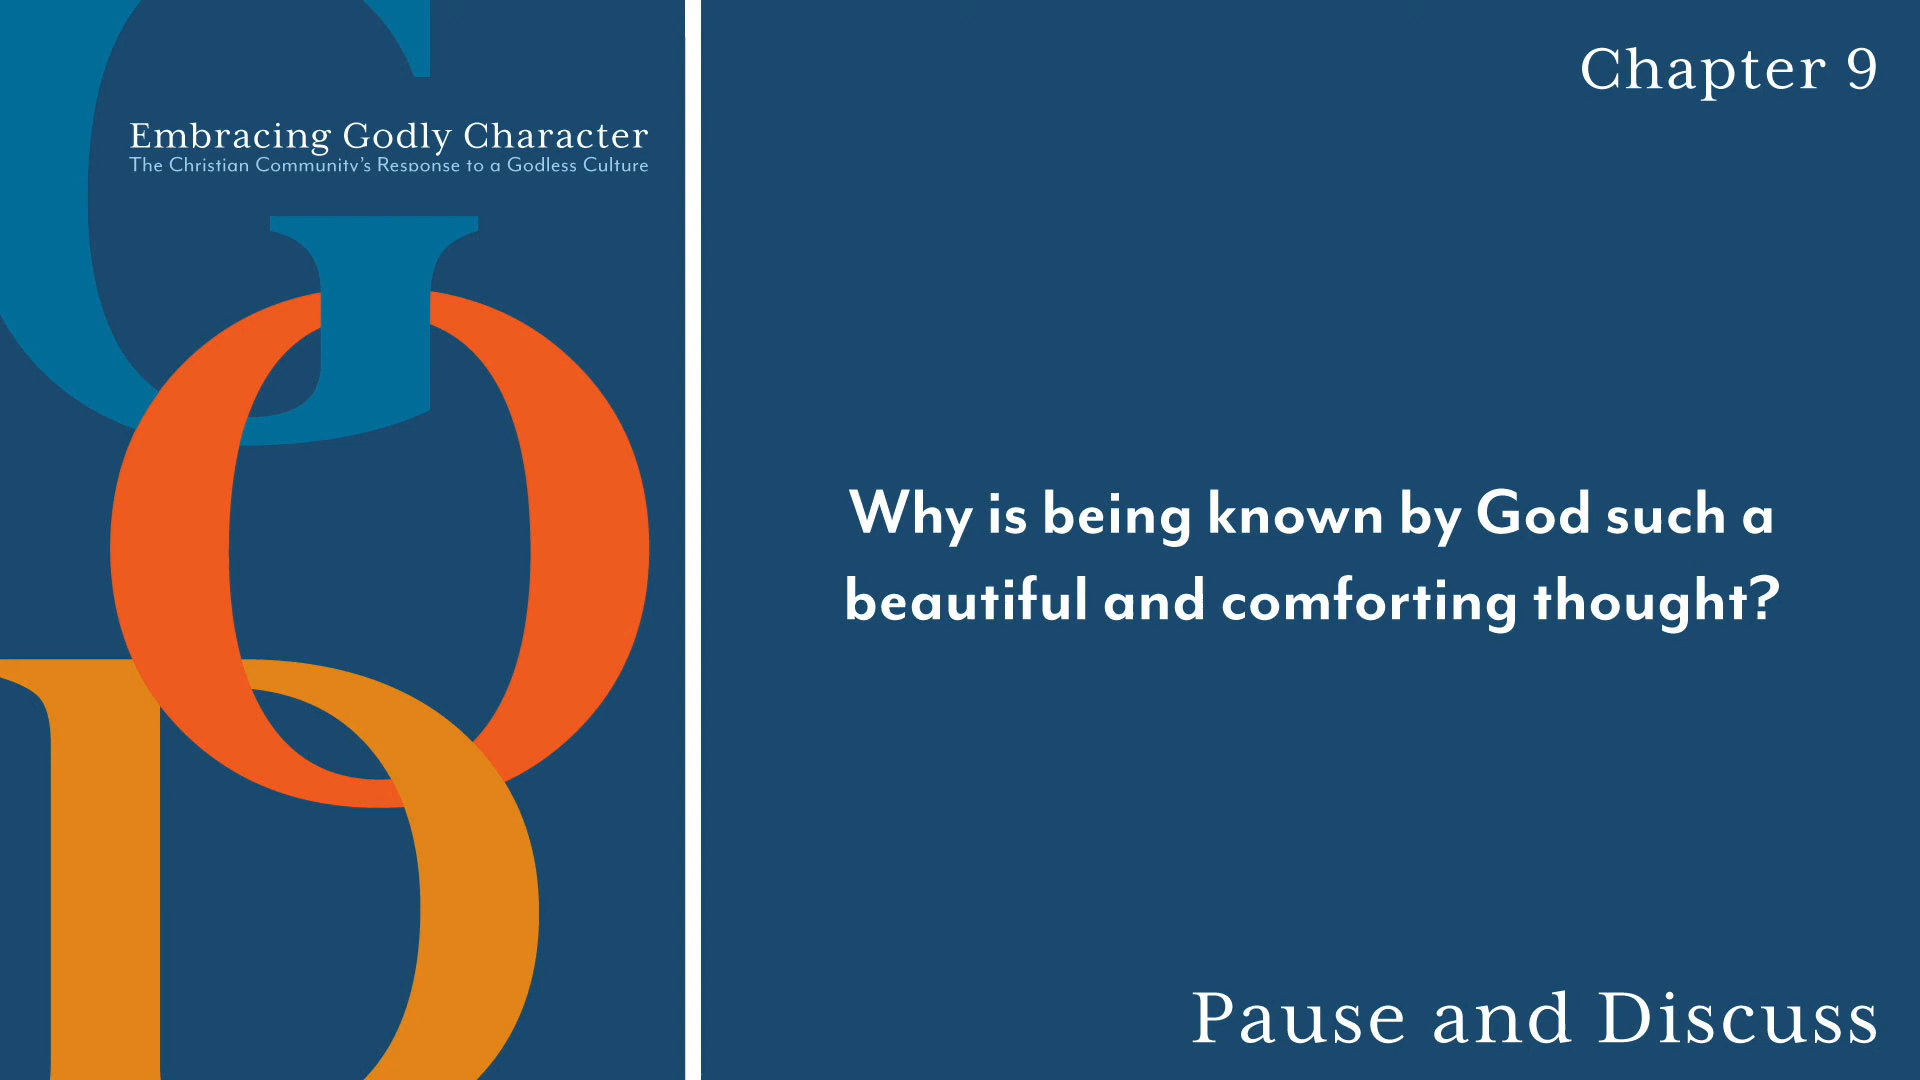 Chapter 9
Embracing Godly Character
The Christian Community's Response to a Godless Culture
GOD
Why is being known by God such a
beautiful and comforting thought?
Pause and Discuss